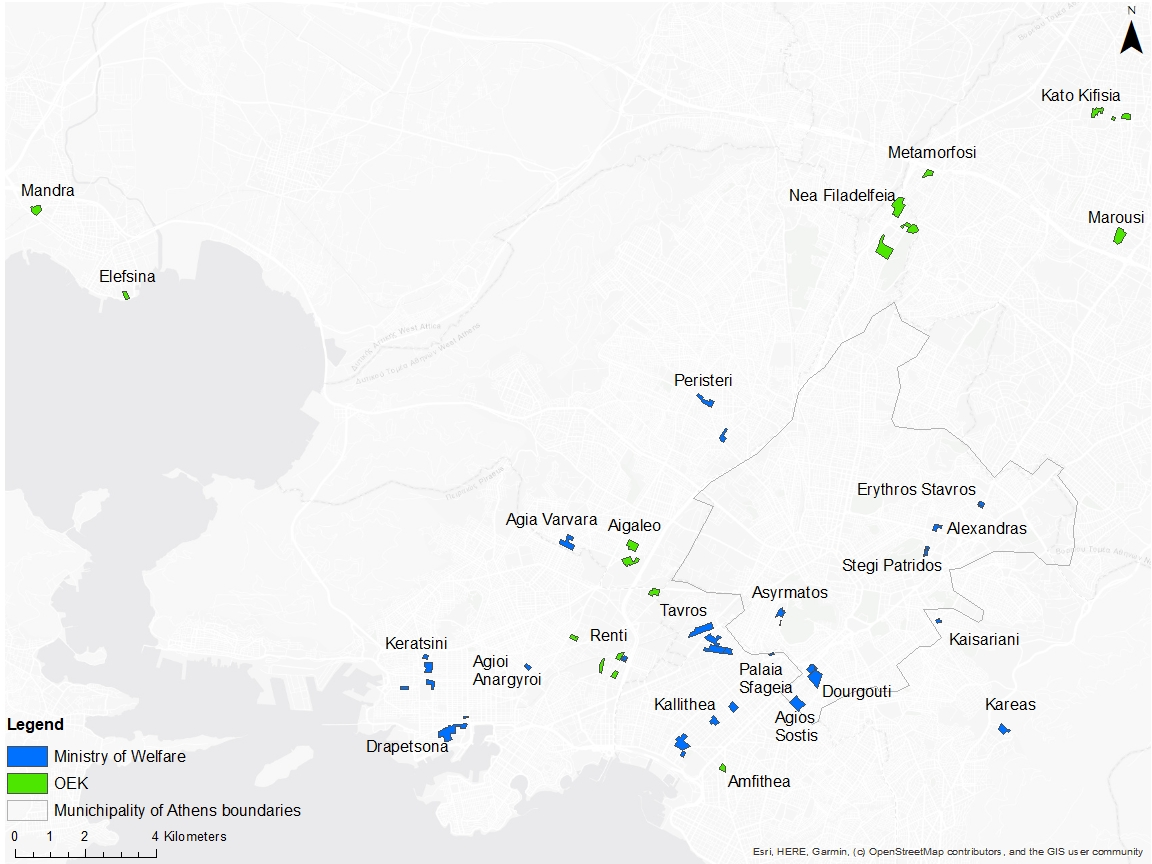 N
Kato Kifisia
Metamorfosi
Mandra
Nea Filadelfeia
Marousi
Elefsina
Peristeri
Erythros Stavros
Agia Varvara
Aigaleo
Alexandras
Stegi Patridos
Asyrmatos
Tavros
Renti
Kaisariani
Keratsini
Agioi
Anargyroi
Palaia
Sfageia
Dourgouti
Kallithea
Kareas
Agios
Sostis
Drapetsona
Amfithea
Legend
Ministry of Welfare
OEK
Munichipality of Athens boundaries
0 1 2 4 Kilometers
Esri, HERE, Garmin, (c) OpenStreetMap contributors, and the GIS user community